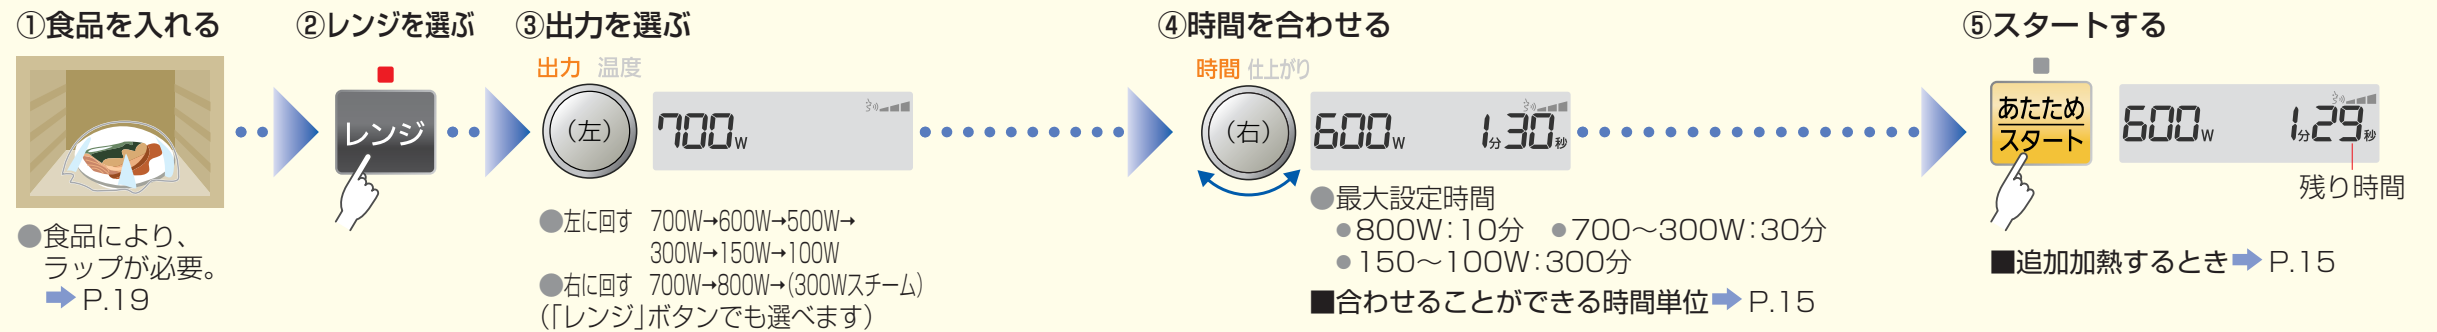 ①食品を入れる
●食品により、
ラップが必要。
➡ P.19
②レンジを選ぶ
レンジ
③出力を選ぶ
出力 温度
(左)
700W
●左に回す 700W→600W→500W→
300W→150W→100W
●右に回す 700W→800W→(300Wスチーム)
(「レンジ」ボタンでも選べます)
④時間を合わせる
時間 仕上がり
(右)
600W 1分30秒
●最大設定時間
●800W:10分 ●700〜300W:30分
●150〜100W:300分
■合わせることができる時間単位➡ P.15
⑤スタートする
あたため
スタート
600W 1分29秒
残り時間
■追加加熱するとき➡ P.15